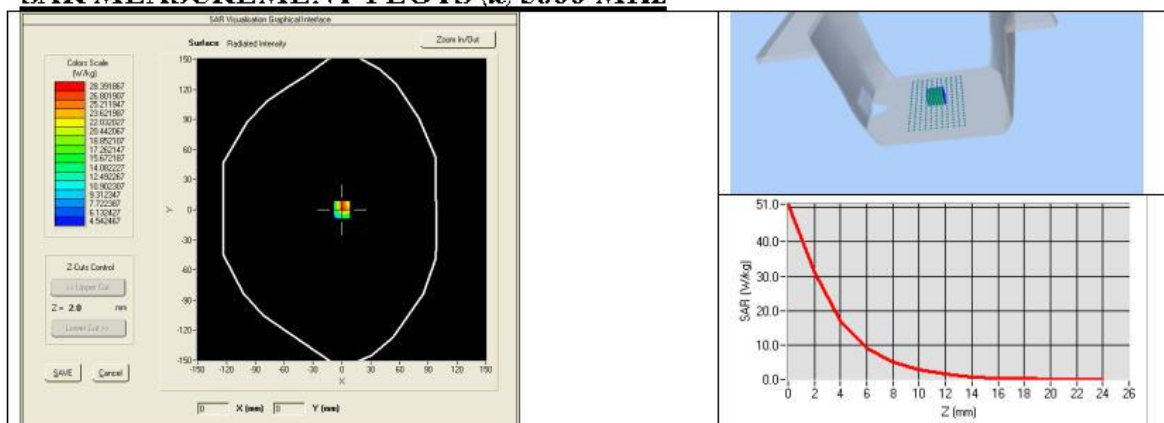 SAR MEASUREMENT PLOTS @
SAR Visualisation Graphical Interface
Surface Radiated Intensity
Zoom In/Out
Colors Scale
(W/kg)
28.391867
26.801907
25.211947
23.621987
22.032027
20.442067
18.852107
17.262147
15.672187
14.082227
12.492267
10.902307
9.312347
7.722387
6.132427
4.542467
150
120
90
60
30
0
-30
-60
-90
-120
-150
Y
-150 -120 -90 -60 -30 0 30 60 90 120 150
X
Z-Cuts Control
<< Upper Cut
Z = 2.0 mm
Lower Cut >>
SAVE Cancel
0 X (mm) 0 Y (mm)
51.0
40.0
30.0
20.0
10.0
0.0
SAR (W/kg)
0 2 4 6 8 10 12 14 16 18 20 22 24 26
Z (mm)